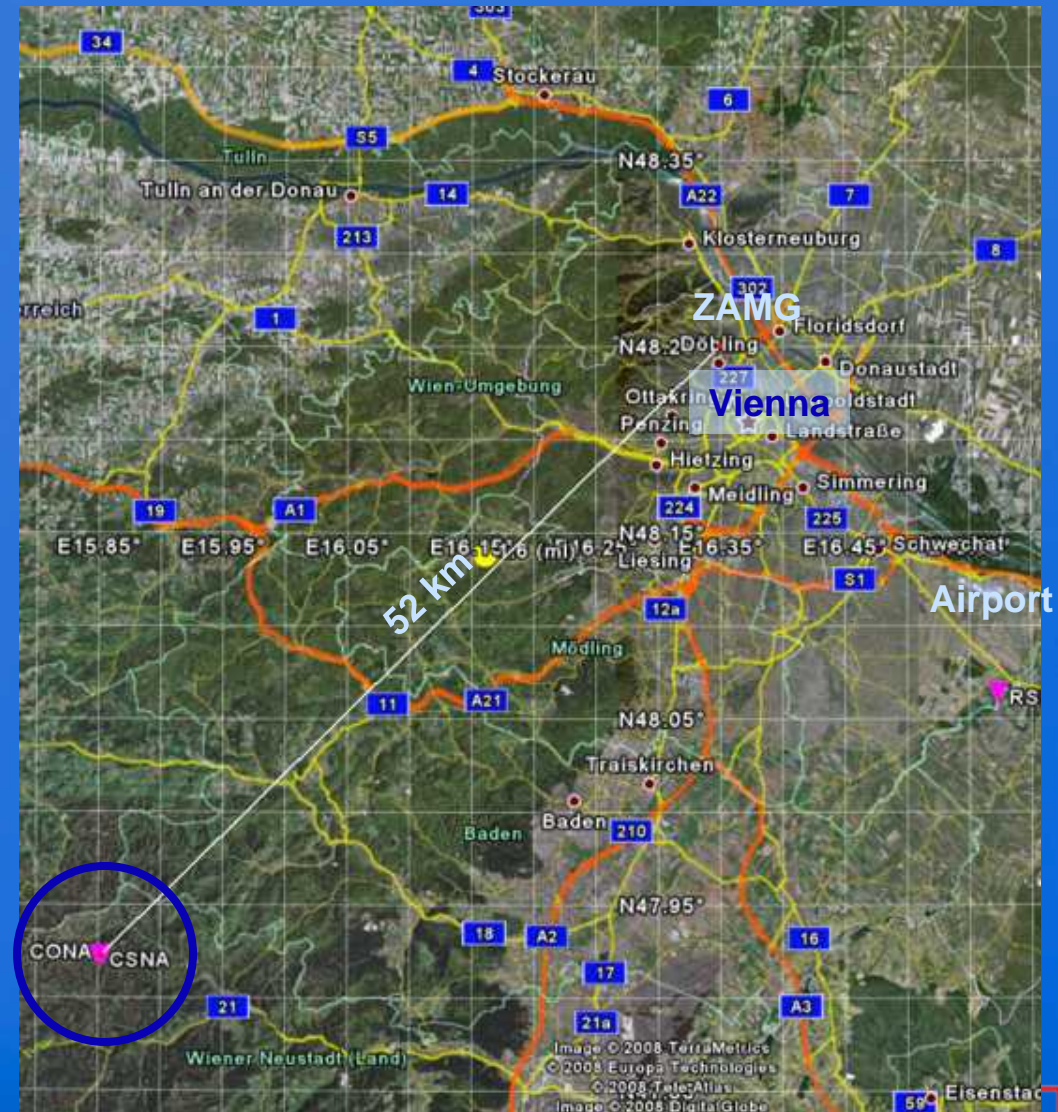 303
34
4
Stockerau
6
S5
Tulln
N48.35°
Tulln an der Donau
14
A22
7
213
Klosterneuburg
8
302
ZAMG
1
Floridsdorf
N48.2
Döbling
Donaustadt
227
Wien-Umgebung
Vienna
Penzing
Landstraße
Hietzing
19
A1
Meidling
Simmering
224
225
N48.15°
E15.85°
E15.95°
E16.05°
E16.15°
(mi)
E16.35°
E16.45°
Schwechat
Liesing
S1
52 km
12a
Airport
Mödling
11
A21
RS
N48.05°
Traiskirchen
Baden
210
Baden
N47.95°
18
A2
16
CONA
CSNA
17
21
A3
21a
Wiener Neustadt (Land)
Image © 2008 TerraMetrics
© 2008 Europa Technologies
© 2008 Tele Atlas
Image © 2008 DigitalGlobe
59
Eisenstad